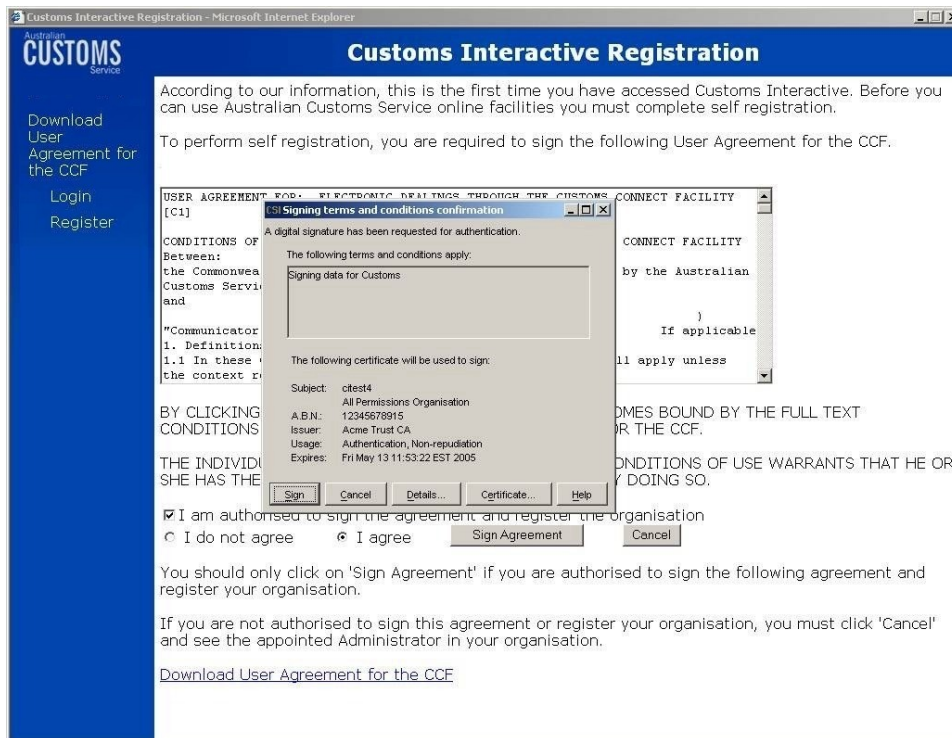 Customs Interactive Registration - Microsoft Internet Explorer
Australian
CUSTOMS
Service
Customs Interactive Registration
Download
User
Agreement for
the CCF
Login
Register
According to our information, this is the first time you have accessed Customs Interactive. Before you
can use Australian Customs Service online facilities you must complete self registration.
To perform self registration, you are required to sign the following User Agreement for the CCF.
USER AGREEMENT FOR: ELECTRONIC DEALINGS THROUGH THE CUSTOMS CONNECT FACILITY
[C1]
CONDITIONS OF CONNECT FACILITY
Between:
the Commonwea by the Australian
Customs Servi
and
)
"Communicator If applicable
1. Definition
1.1 In these ll apply unless
the context r
CSI Signing terms and conditions confirmation
A digital signature has been requested for authentication.
The following terms and conditions apply:
Signing data for Customs
The following certificate will be used to sign:
Subject: citest4
All Permissions Organisation
A.B.N.: 12345678915
Issuer: Acme Trust CA
Usage: Authentication, Non-repudiation
Expires: Fri May 13 11:53:22 EST 2005
Sign Cancel Details... Certificate... Help
BY CLICKING OMES BOUND BY THE FULL TEXT
CONDITIONS OR THE CCF.
THE INDIVIDU ONDITIONS OF USE WARRANTS THAT HE OR
SHE HAS THE Y DOING SO.
I am authorised to sign the agreement and register the organisation
I do not agree I agree Sign Agreement Cancel
You should only click on 'Sign Agreement' if you are authorised to sign the following agreement and
register your organisation.
If you are not authorised to sign this agreement or register your organisation, you must click 'Cancel'
and see the appointed Administrator in your organisation.
Download User Agreement for the CCF